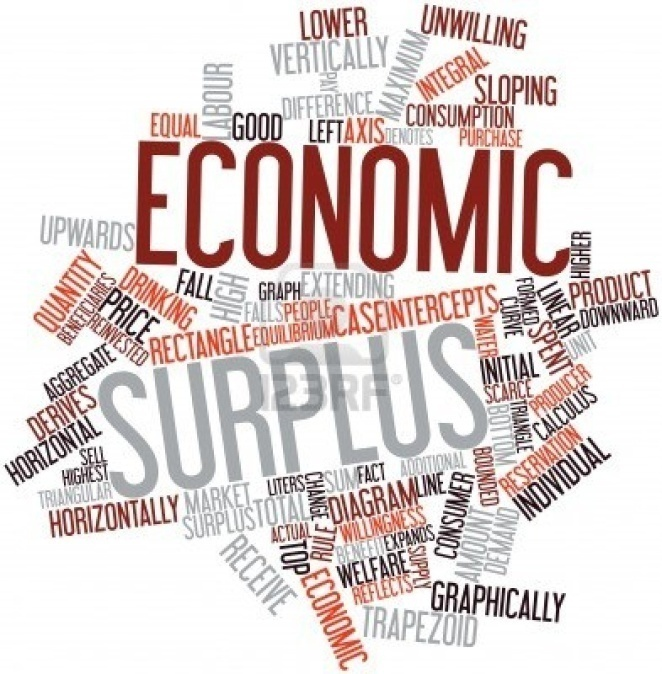 LOWER
UNWILLING
VERTICALLY
MAXIMUM
INTEGRAL
LABOUR
PAY
DIFFERENCE
SLOPING
CONSUMPTION
EQUAL
GOOD
LEFT
AXIS
DENOTES
PURCHASE
ECONOMIC
UPWARDS
HIGHER
QUANTITY
BENEFIT
CHANGES
DRINKING
FALL
HIGH
GRAPH
EXTENDING
FORMED
LINEAR
PRODUCT
DOWNWARD
PRICE
REINVESTED
FALLS
PEOPLE
CASE
INTERCEPTS
CURVE
SPENT
UNIT
RECTANGLE
EQUILIBRIUM
WATER
SURPLUS
123RF
AGGREGATE
INITIAL
SCARCE
PRODUCER
DERIVES
CALCULUS
HORIZONTAL
BOTTOM
TRIANGLE
SELL
HIGHEST
TRIANGULAR
RESERVATION
INDIVIDUAL
BOUNDED
MARKET
LITERS
CHANGE
SUM
FACT
ADDITIONAL
HORIZONTALLY
SURPLUS
TOTAL
DIAGRAM
LINE
CONSUMER
AMOUNT
DEMAND
ACTUAL
RULE
WILLINGNESS
RECEIVE
TOP
BENEFIT
EXPANDS
WELFARE
SUPPLY
REFLECTS
ECONOMIC
GRAPHICALLY
TRAPEZOID